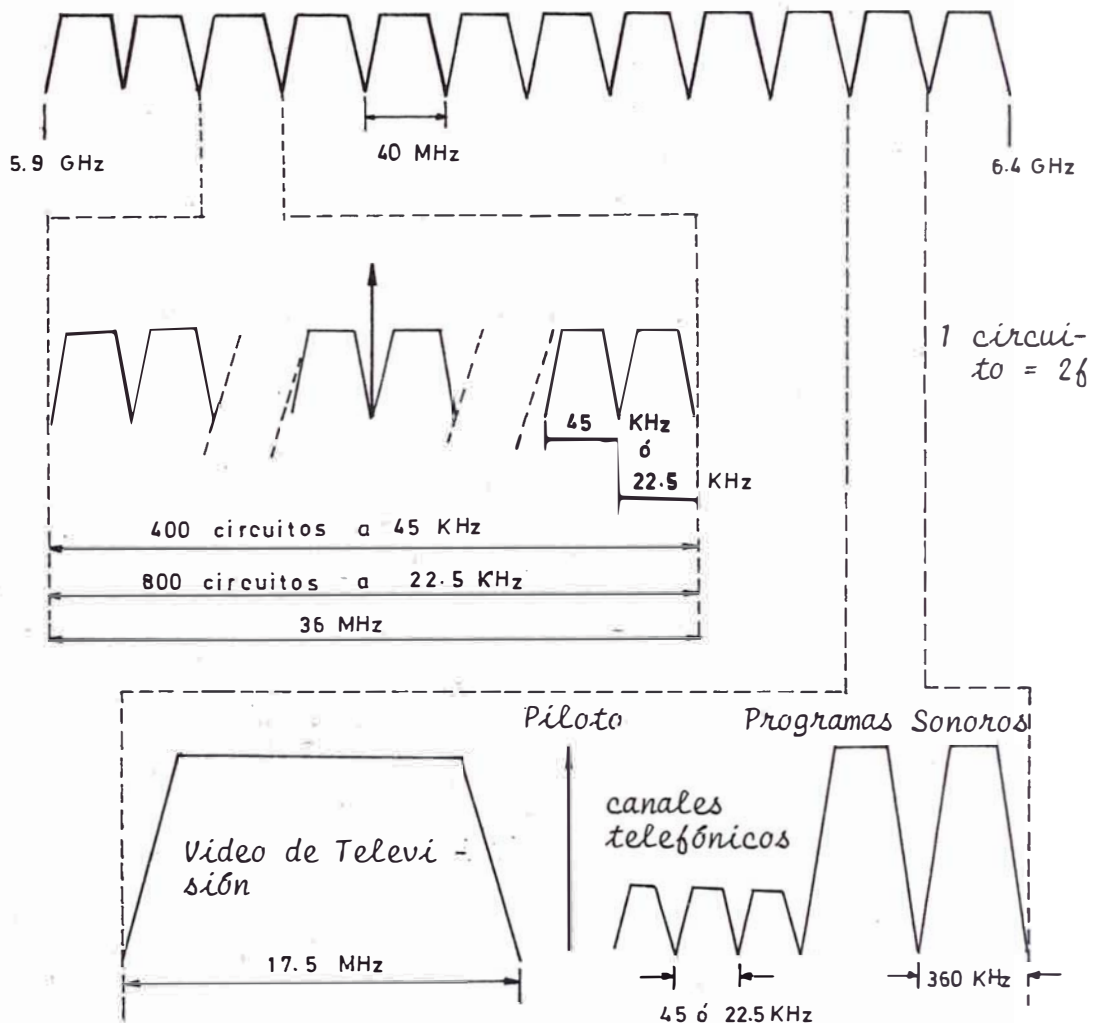 5.9 GHz
40 MHz
6.4 GHz
1 circui-
to = 2f
45 KHz
ó
22.5 KHz
400 circuitos a 45 KHz
800 circuitos a 22.5 KHz
36 MHz
Piloto
Programas Sonoros
canales
telefónicos
Video de Televi -
sión
17.5 MHz
360 KHz
45 ó 22.5 KHz